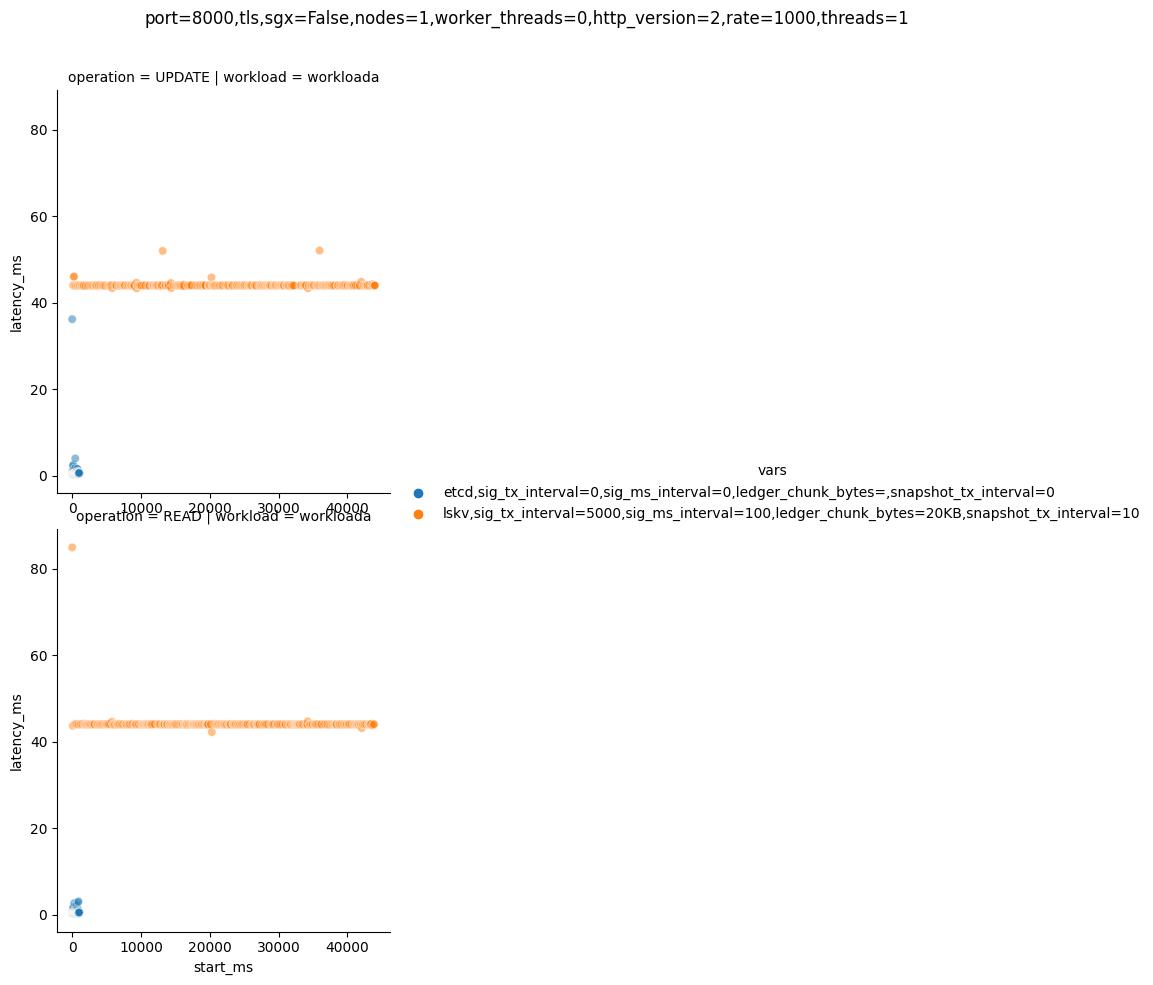 port=8000,tls,sgx=False,nodes=1,worker_threads=0,http_version=2,rate=1000,threads=1
operation = UPDATE | workload = workloada
80
60
40
20
0
latency_ms
0 10000 20000 30000 40000
vars
etcd,sig_tx_interval=0,sig_ms_interval=0,ledger_chunk_bytes=,snapshot_tx_interval=0
lskv,sig_tx_interval=5000,sig_ms_interval=100,ledger_chunk_bytes=20KB,snapshot_tx_interval=10
operation = READ | workload = workloada
80
60
40
20
0
latency_ms
0 10000 20000 30000 40000
start_ms